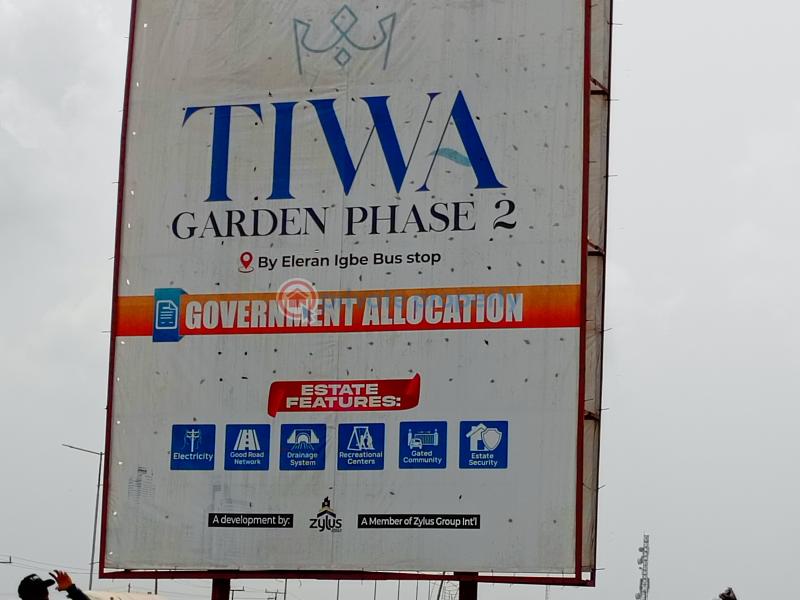 TIWA
GARDEN PHASE 2
By Eleran Igbe Bus stop
GOVERNMENT ALLOCATION
ESTATE
FEATURES:
Electricity
Good Road
Network
Drainage
System
Recreational
Centers
Gated
Community
Estate
Security
A development by:
zylus
A Member of Zylus Group Int'l